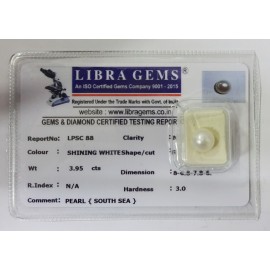 LIBRA GEMS
An ISO Certified Gems Company 9001 - 2015
Registered Under the Trade Marks with Govt. of
website : www.libragems.co.in
GEMS & DIAMOND CERTIFIED TESTING REPORT
ReportNo: LPSC 88 Clarity :
Colour : SHINING WHITE Shape/cut
Wt : 3.95 cts Dimension
R.Index : N/A Hardness : 3.0
Comment : PEARL { SOUTH SEA }